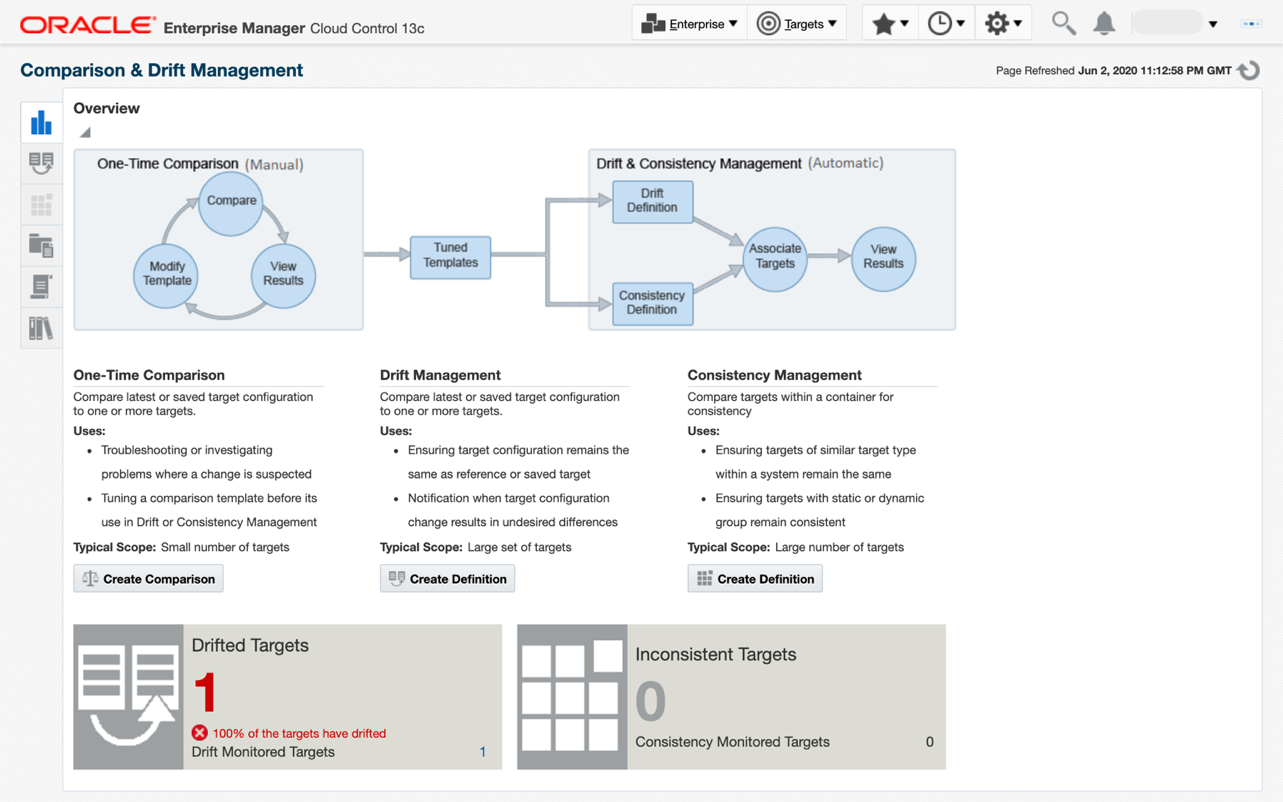 ORACLE® Enterprise Manager Cloud Control 13c
Enterprise
Targets
Comparison & Drift Management
Page Refreshed Jun 2, 2020 11:12:58 PM GMT
Overview
One-Time Comparison (Manual)
Compare
Modify
Template
View
Results
Tuned
Templates
Drift & Consistency Management (Automatic)
Drift
Definition
Consistency
Definition
Associate
Targets
View
Results
One-Time Comparison
Compare latest or saved target configuration
to one or more targets.
Uses:
• Troubleshooting or investigating
problems where a change is suspected
• Tuning a comparison template before its
use in Drift or Consistency Management
Typical Scope: Small number of targets
Create Comparison
Drift Management
Compare latest or saved target configuration
to one or more targets.
Uses:
• Ensuring target configuration remains the
same as reference or saved target
• Notification when target configuration
change results in undesired differences
Typical Scope: Large set of targets
Create Definition
Consistency Management
Compare targets within a container for
consistency
Uses:
• Ensuring targets of similar target type
within a system remain the same
• Ensuring targets with static or dynamic
group remain consistent
Typical Scope: Large number of targets
Create Definition
Drifted Targets
1
100% of the targets have drifted
Drift Monitored Targets 1
Inconsistent Targets
0
Consistency Monitored Targets 0